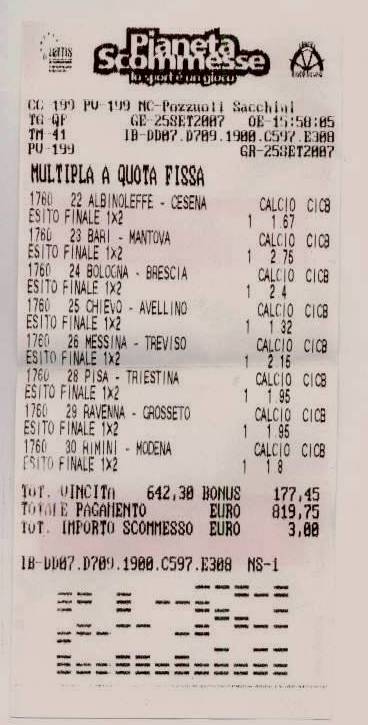 Pianeta
Scommesse
CC 199 PV-199 NC-Pozzuoli Sacchini
TG-QF GE-25SET2007 OE-15:58:05
TM-41 IB-DD07.D709.1900.C597.E308
PV-199 GR-25SET2007
MULTIPLA A QUOTA FISSA
1760 22 ALBINOLEFFE - CESENA CALCIO CICB
ESITO FINALE 1X2 1 1.67
1760 23 BARI - MANTOVA CALCIO CICB
ESITO FINALE 1X2 1 2.75
1760 24 BOLOGNA - BRESCIA CALCIO CICB
ESITO FINALE 1X2 1 2.4
1760 25 CHIEVO - AVELLINO CALCIO CICB
ESITO FINALE 1X2 1 1.32
1760 26 MESSINA - TREVISO CALCIO CICB
ESITO FINALE 1X2 1 2.15
1760 28 PISA - TRIESTINA CALCIO CICB
ESITO FINALE 1X2 1 1.95
1760 29 RAVENNA - GROSSETO CALCIO CICB
ESITO FINALE 1X2 1 1.95
1760 30 RIMINI - MODENA CALCIO CICB
ESITO FINALE 1X2 1 1.8
TOT. VINCITA 642,30 BONUS 177,45
TOTALE PAGAMENTO EURO 819,75
TOT. IMPORTO SCOMMESSO EURO 3,00
IB-DD07.D709.1900.C597.E308 NS-1